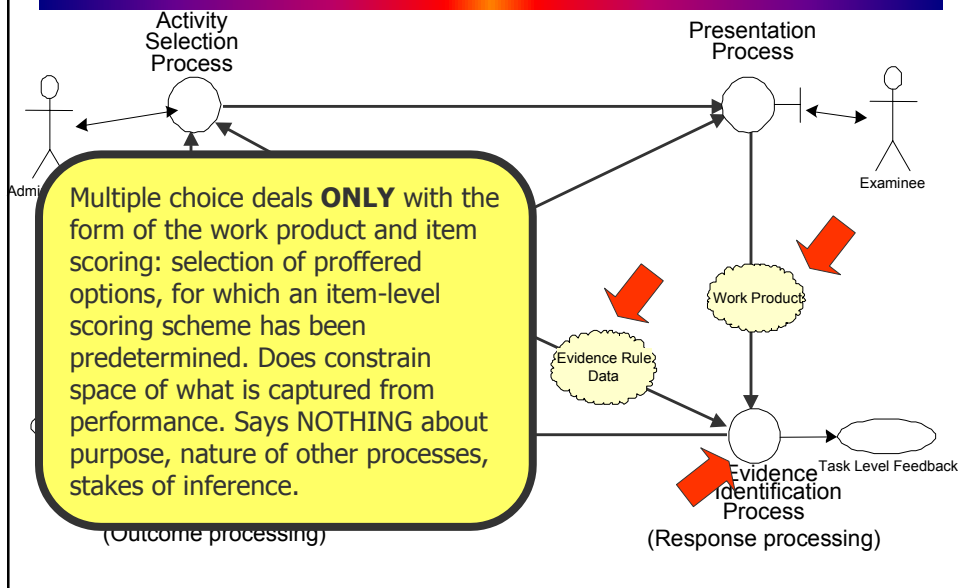 Activity
Selection
Process
Presentation
Process
Examinee
Multiple choice deals ONLY with the
form of the work product and item
scoring: selection of proffered
options, for which an item-level
scoring scheme has been
predetermined. Does constrain
space of what is captured from
performance. Says NOTHING about
purpose, nature of other processes,
stakes of inference.
Work Product
Evidence Rule
Data
Task Level Feedback
Evidence
Identification
Process
(Response processing)
(Outcome processing)